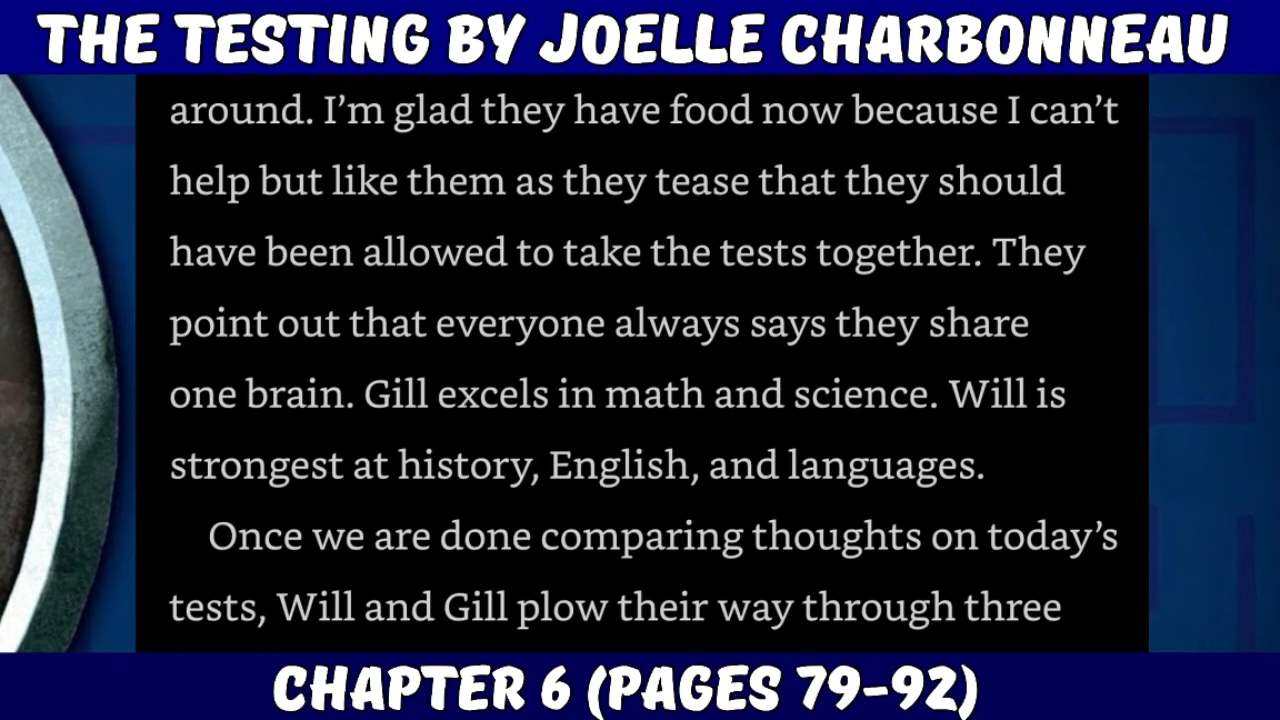 THE TESTING BY JOELLE CHARBONNEAU
around. I’m glad they have food now because I can’t
help but like them as they tease that they should
have been allowed to take the tests together. They
point out that everyone always says they share
one brain. Gill excels in math and science. Will is
strongest at history, English, and languages.
Once we are done comparing thoughts on today’s
tests, Will and Gill plow their way through three
CHAPTER 6 (PAGES 79-92)